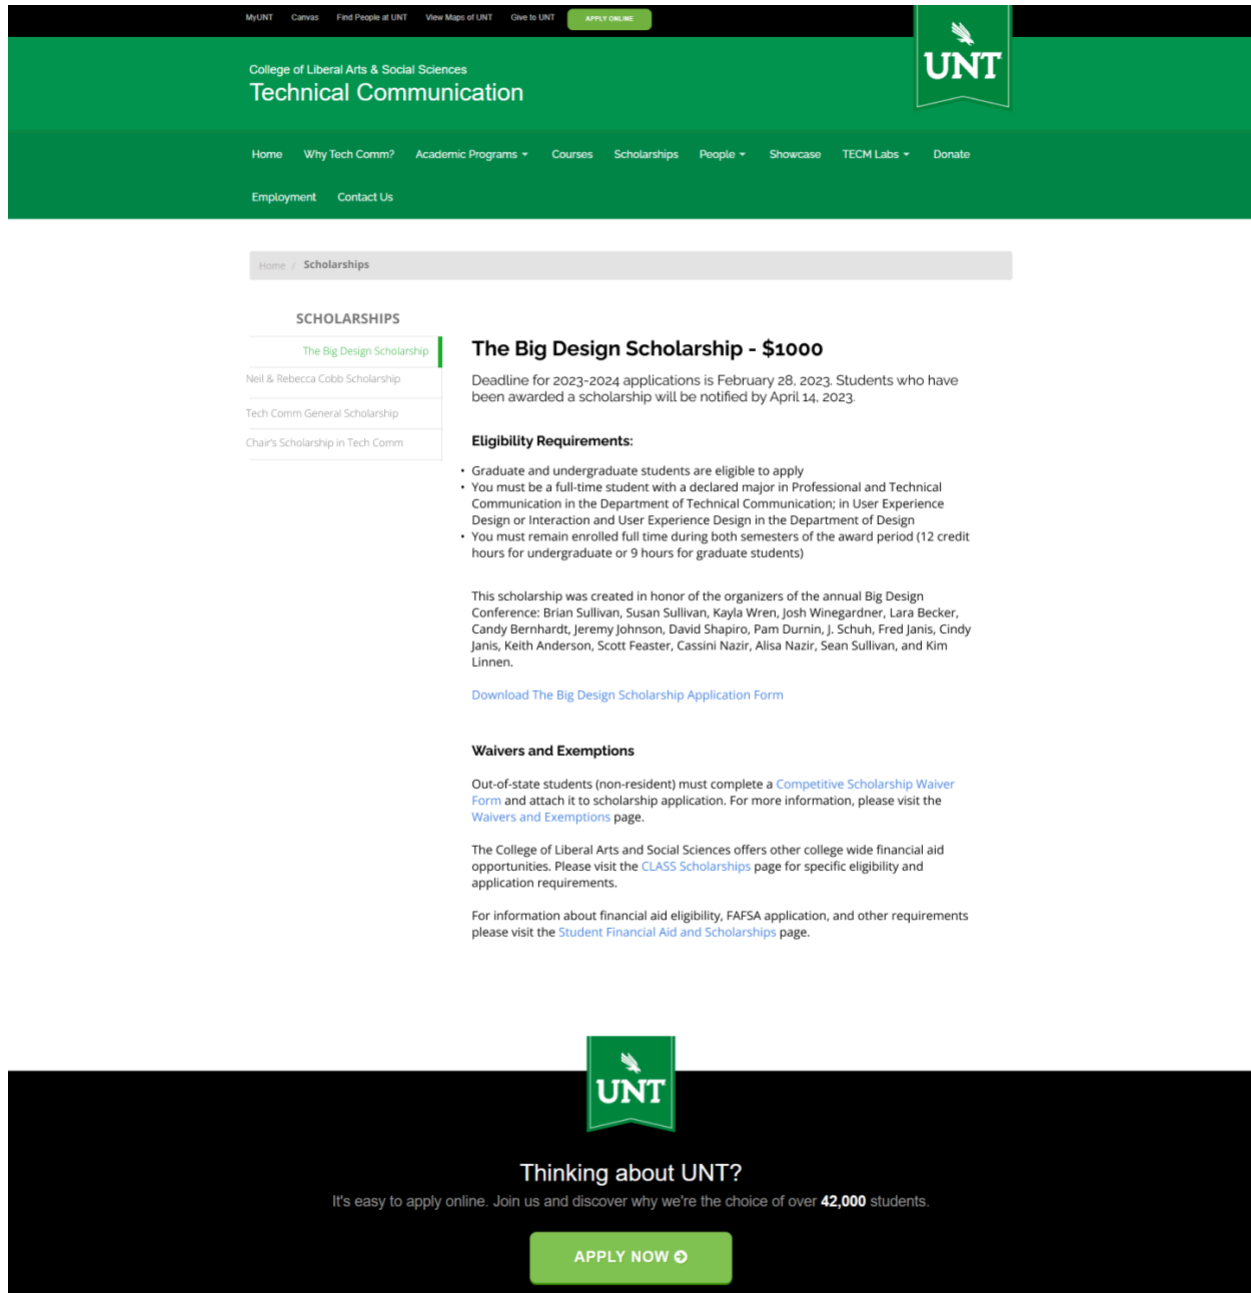 MyUNT Canvas Find People at UNT View Maps of UNT Give to UNT APPLY ONLINE
UNT
College of Liberal Arts & Social Sciences
Technical Communication
Home Why Tech Comm? Academic Programs Courses Scholarships People Showcase TECM Labs Donate
Employment Contact Us
Home / Scholarships
SCHOLARSHIPS
The Big Design Scholarship
Neil & Rebecca Cobb Scholarship
Tech Comm General Scholarship
Chair's Scholarship in Tech Comm
The Big Design Scholarship - $1000
Deadline for 2023-2024 applications is February 28, 2023. Students who have
been awarded a scholarship will be notified by April 14, 2023.
Eligibility Requirements:
• Graduate and undergraduate students are eligible to apply
• You must be a full-time student with a declared major in Professional and Technical
Communication in the Department of Technical Communication; in User Experience
Design or Interaction and User Experience Design in the Department of Design
• You must remain enrolled full time during both semesters of the award period (12 credit
hours for undergraduate or 9 hours for graduate students)
This scholarship was created in honor of the organizers of the annual Big Design
Conference: Brian Sullivan, Susan Sullivan, Kayla Wren, Josh Winegardner, Lara Becker,
Candy Bernhardt, Jeremy Johnson, David Shapiro, Pam Durnin, J. Schuh, Fred Janis, Cindy
Janis, Keith Anderson, Scott Feaster, Cassini Nazir, Alisa Nazir, Sean Sullivan, and Kim
Linnen.
Download The Big Design Scholarship Application Form
Waivers and Exemptions
Out-of-state students (non-resident) must complete a Competitive Scholarship Waiver
Form and attach it to scholarship application. For more information, please visit the
Waivers and Exemptions page.
The College of Liberal Arts and Social Sciences offers other college wide financial aid
opportunities. Please visit the CLASS Scholarships page for specific eligibility and
application requirements.
For information about financial aid eligibility, FAFSA application, and other requirements
please visit the Student Financial Aid and Scholarships page.
UNT
Thinking about UNT?
It's easy to apply online. Join us and discover why we're the choice of over 42,000 students.
APPLY NOW